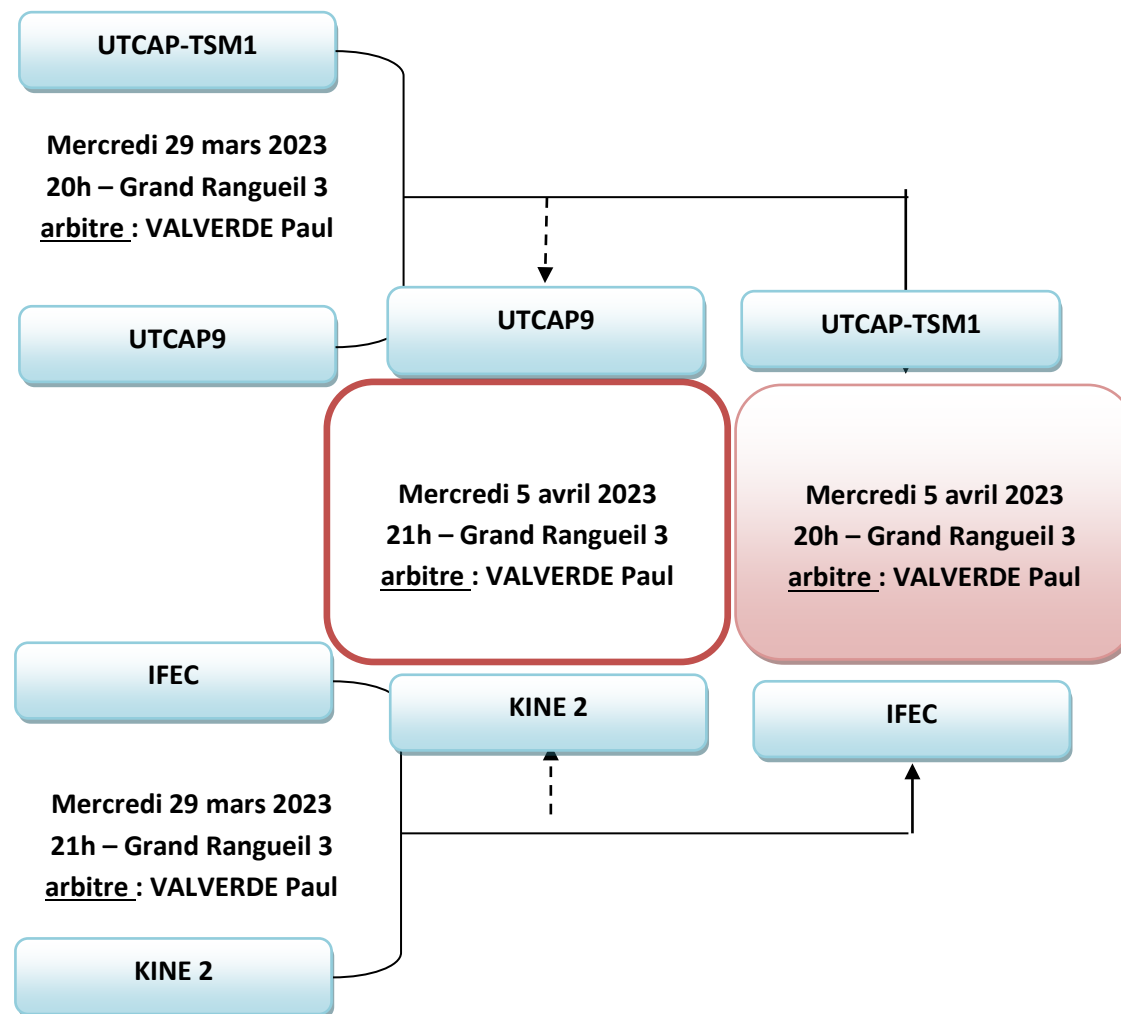 UTCAP-TSM1
Mercredi 29 mars 2023
20h – Grand Rangueil 3
arbitre : VALVERDE Paul
UTCAP9
UTCAP9
UTCAP-TSM1
Mercredi 5 avril 2023
21h – Grand Rangueil 3
arbitre : VALVERDE Paul
Mercredi 5 avril 2023
20h – Grand Rangueil 3
arbitre : VALVERDE Paul
IFEC
KINE 2
IFEC
Mercredi 29 mars 2023
21h – Grand Rangueil 3
arbitre : VALVERDE Paul
KINE 2